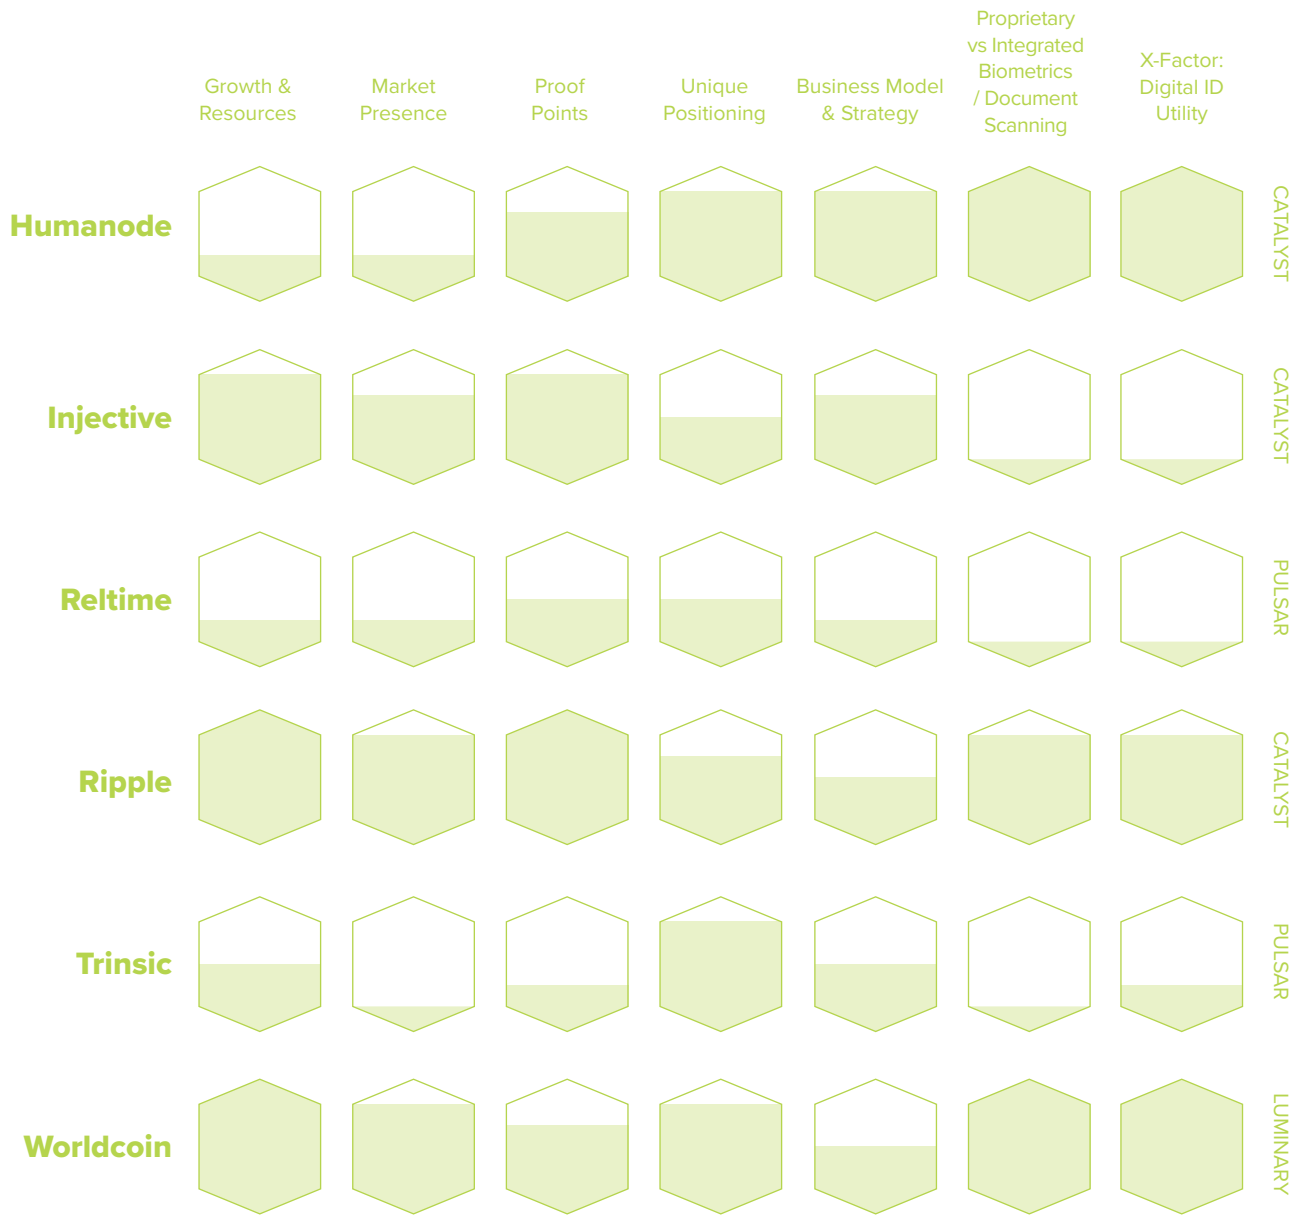 Growth &
Resources
Market
Presence
Proof
Points
Unique
Positioning
Business Model
& Strategy
Proprietary
vs Integrated
Biometrics
/ Document
Scanning
X-Factor:
Digital ID
Utility
Humanode
CATALYST
Injective
CATALYST
Reltime
PULSAR
Ripple
CATALYST
Trinsic
PULSAR
Worldcoin
LUMINARY